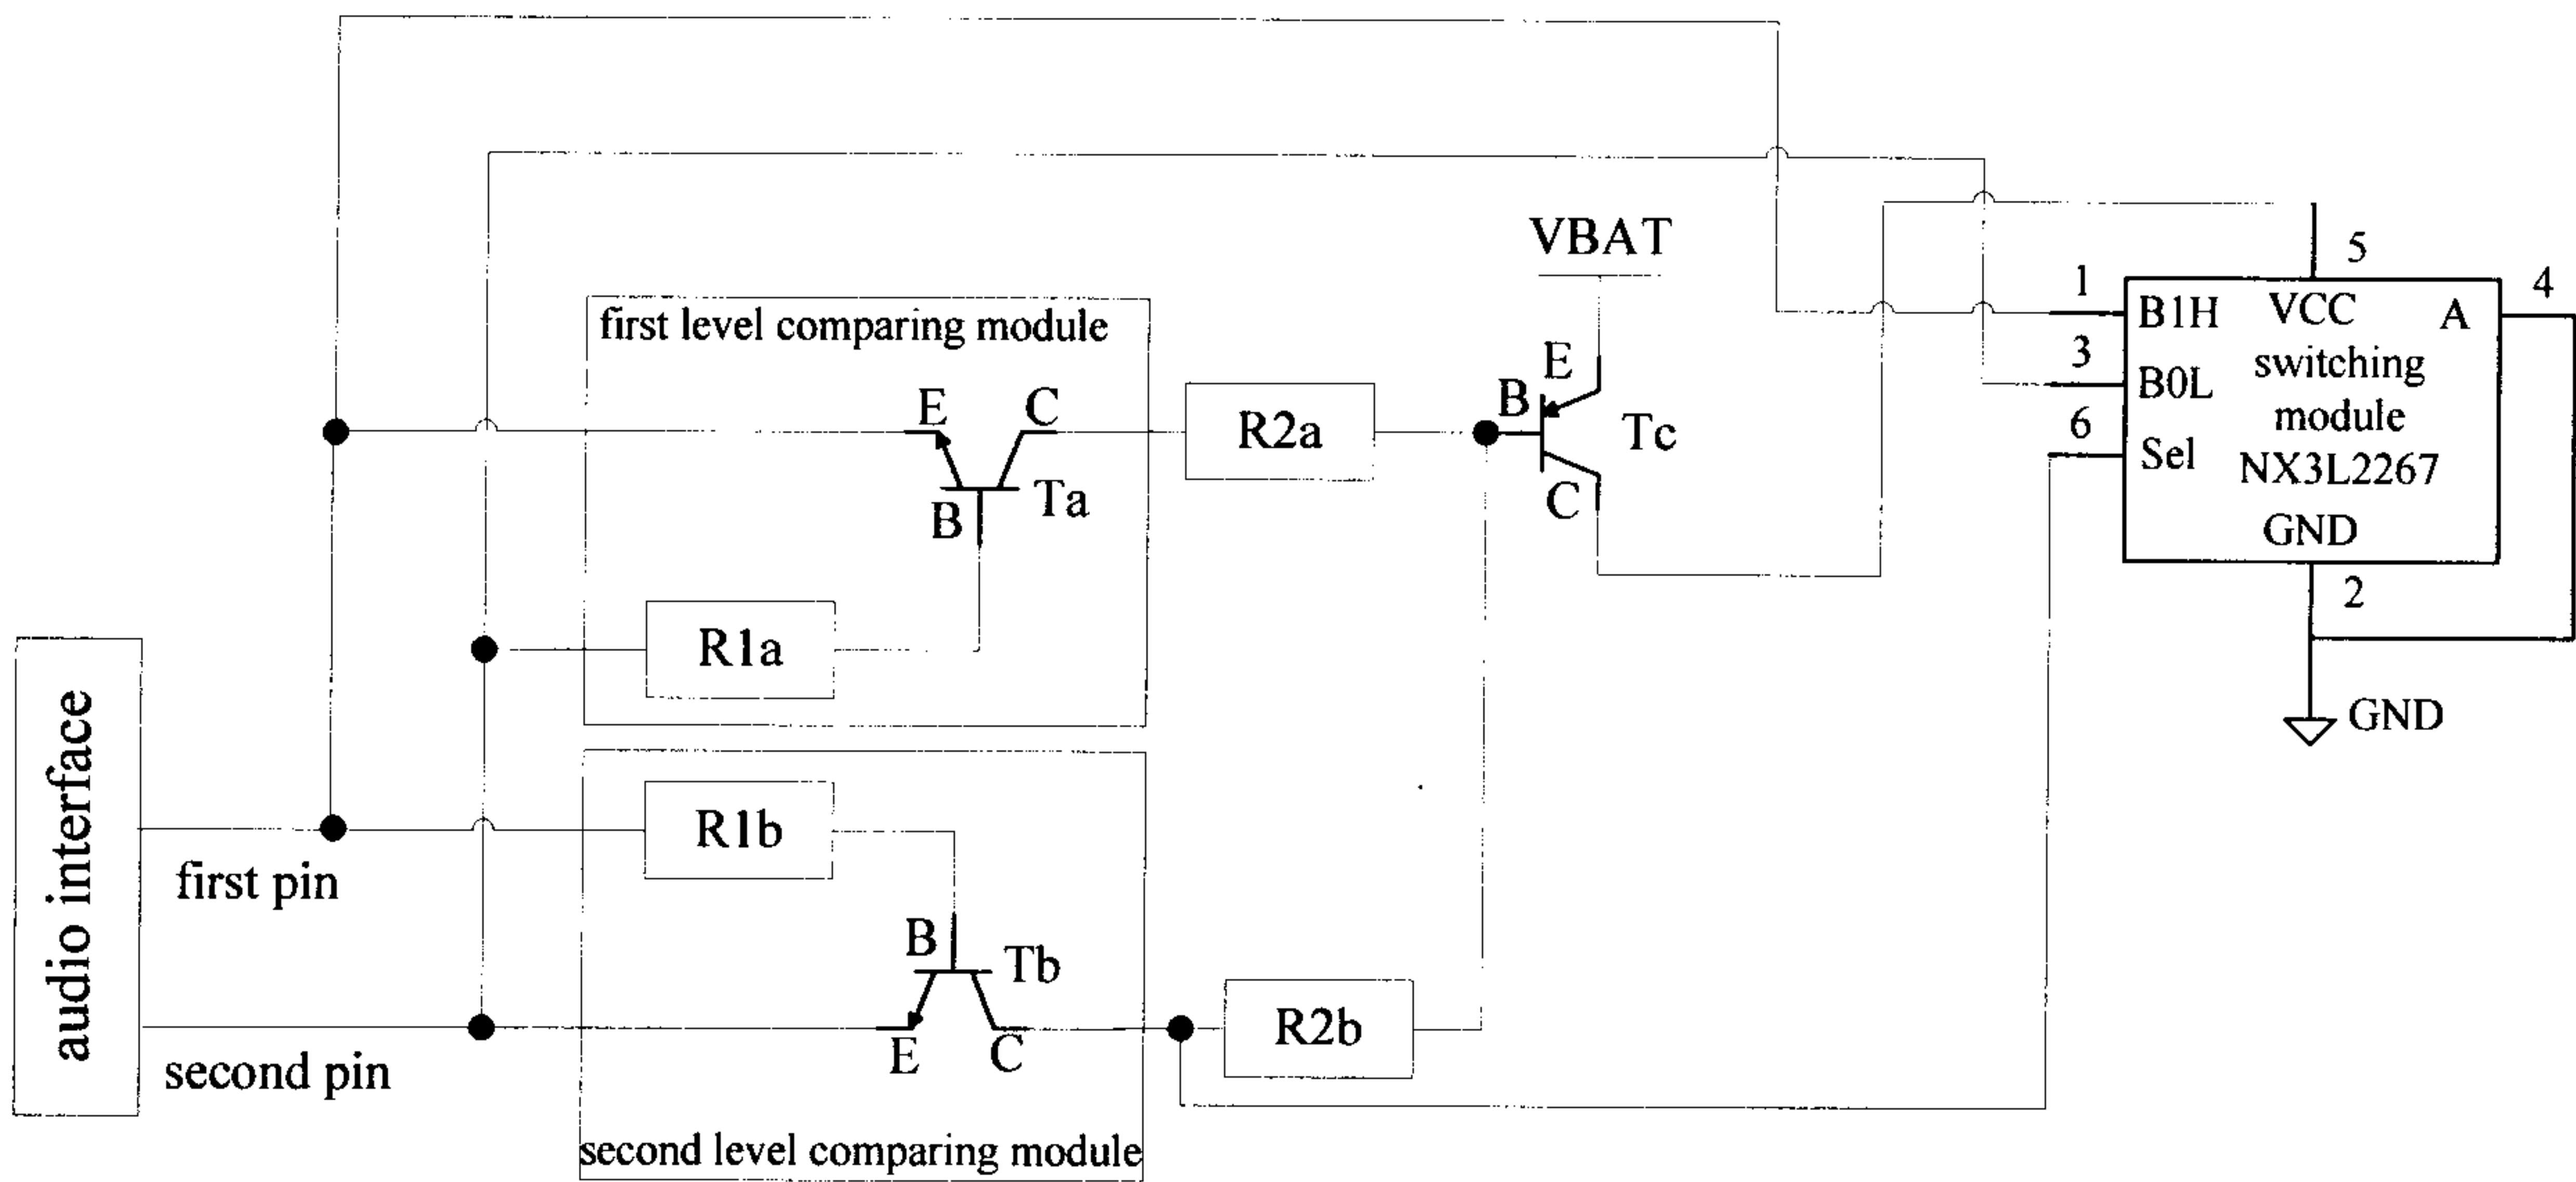 VBAT
5
1
4
B1H
VCC
A
first level comparing module
3
switching
E
B0L
module
E
C
B
R2a
Tc
6
Sel
NX3L2267
B
Ta
C
GND
2
R1a
GND
audio interface
R1b
first pin
B
Tb
R2b
E
C
second pin
second level comparing module